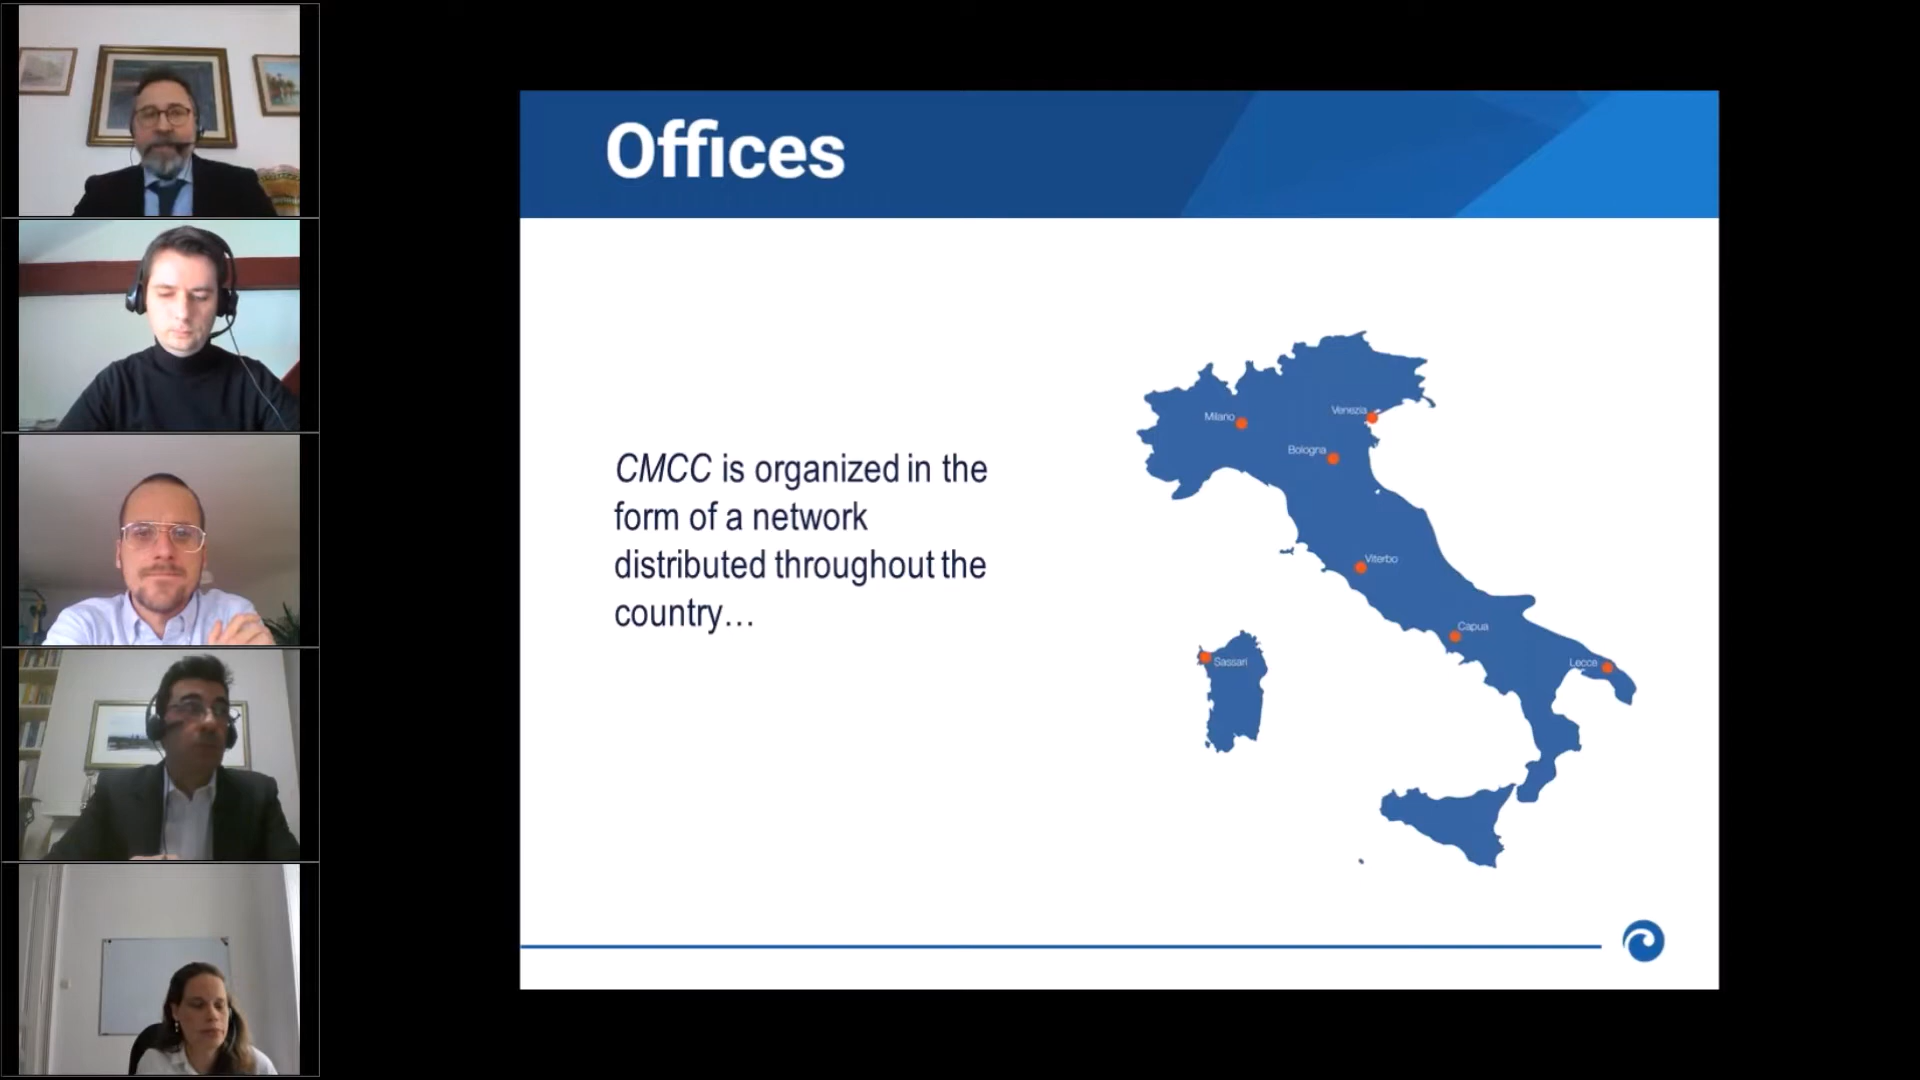 Offices
CMCC is organized in the
form of a network
distributed throughout the
country…
Milano
Venezia
Bologna
Viterbo
Capua
Sassari
Lecce